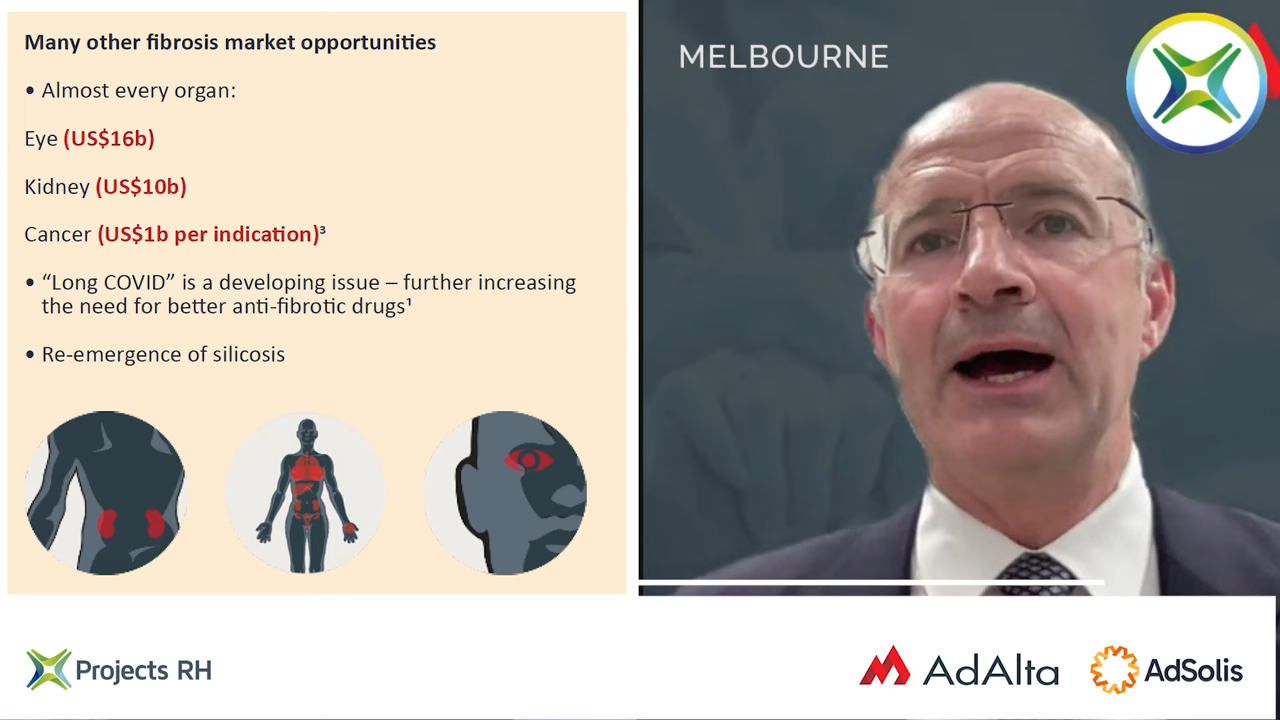 Many other fibrosis market opportunities
• Almost every organ:
Eye (US$16b)
Kidney (US$10b)
Cancer (US$1b per indication)³
• “Long COVID” is a developing issue – further increasing
the need for better anti-fibrotic drugs¹
• Re-emergence of silicosis
MELBOURNE
Projects RH
AdAlta
AdSolis